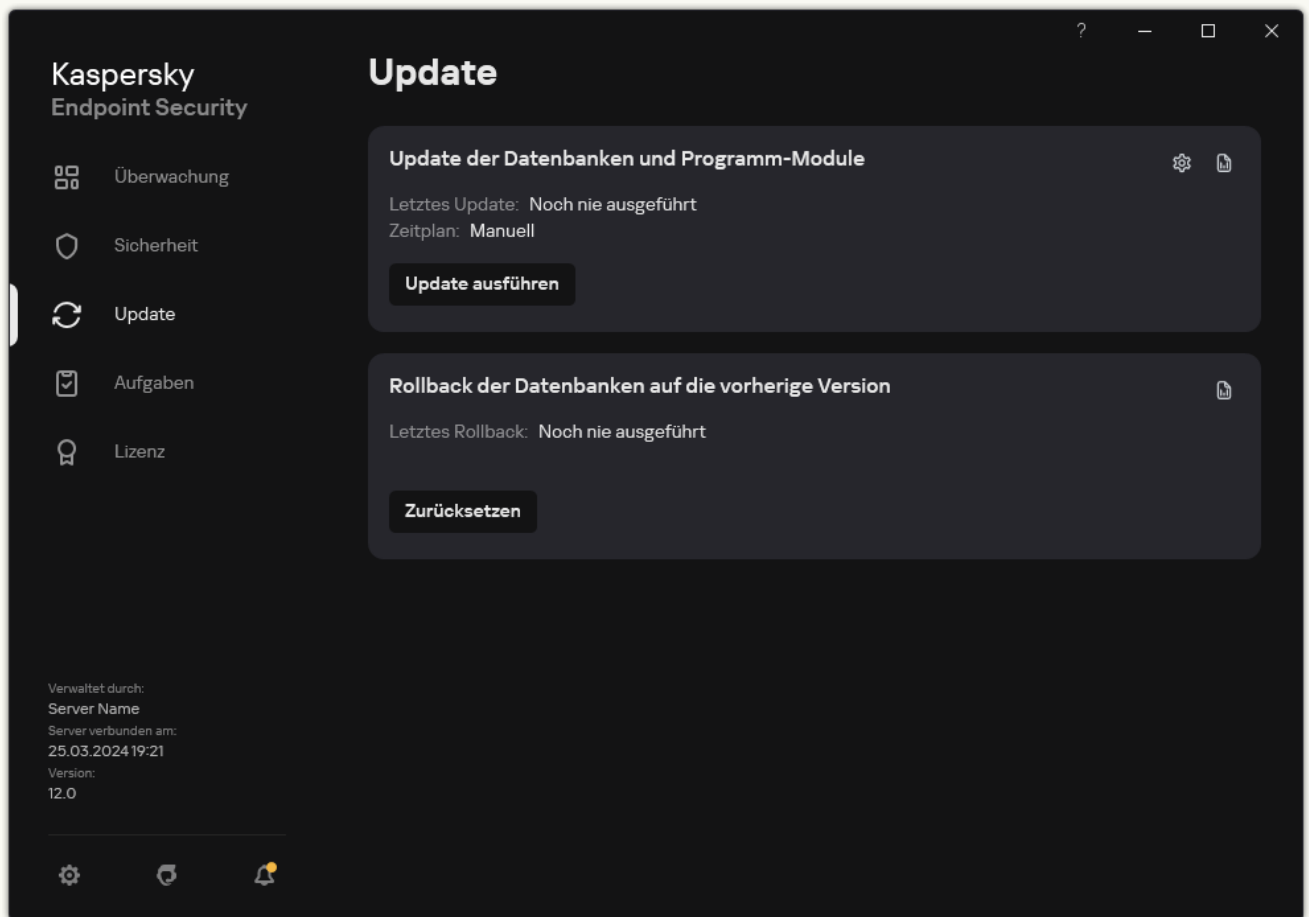 ?
Kaspersky
Endpoint Security
Überwachung
Sicherheit
Update
Aufgaben
Lizenz
Verwaltet durch:
Server Name
Server verbunden am:
25.03.2024 19:21
Version:
12.0
Update
Update der Datenbanken und Programm-Module
Letztes Update: Noch nie ausgeführt
Zeitplan: Manuell
Update ausführen
Rollback der Datenbanken auf die vorherige Version
Letztes Rollback: Noch nie ausgeführt
Zurücksetzen